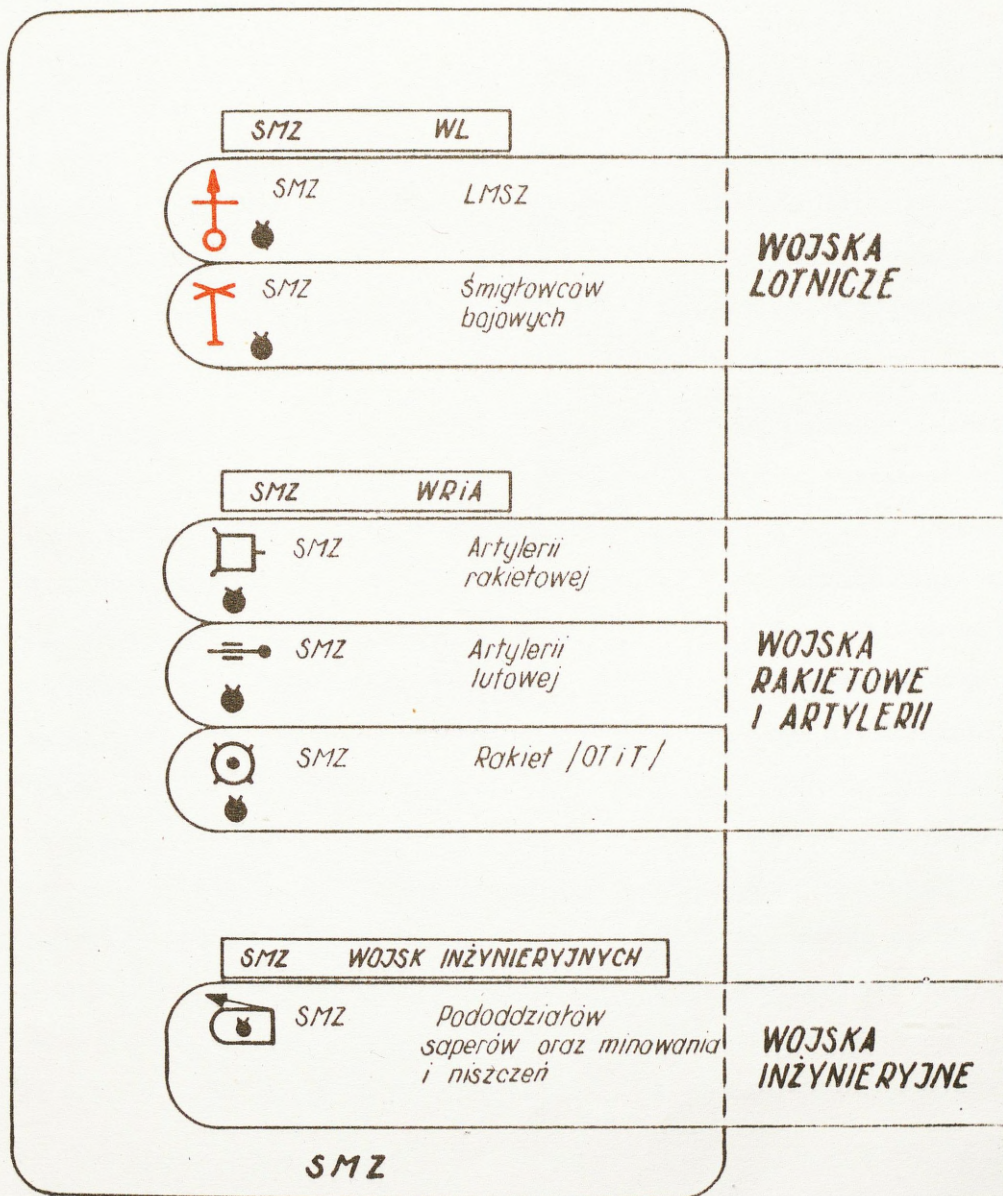 SMZ WL
SMZ LMSZ
SMZ Śmigłowców
bojowych
WOJSKA
LOTNICZE
SMZ WRiA
SMZ Artylerii
rakietowej
SMZ Artylerii
lufowej
SMZ Rakiet /OT i T/
WOJSKA
RAKIETOWE
I ARTYLERII
SMZ WOJSK INŻYNIERYJNYCH
SMZ Pododdziałów
saperów oraz minowania
i niszczeń
WOJSKA
INŻYNIERYJNE
SMZ